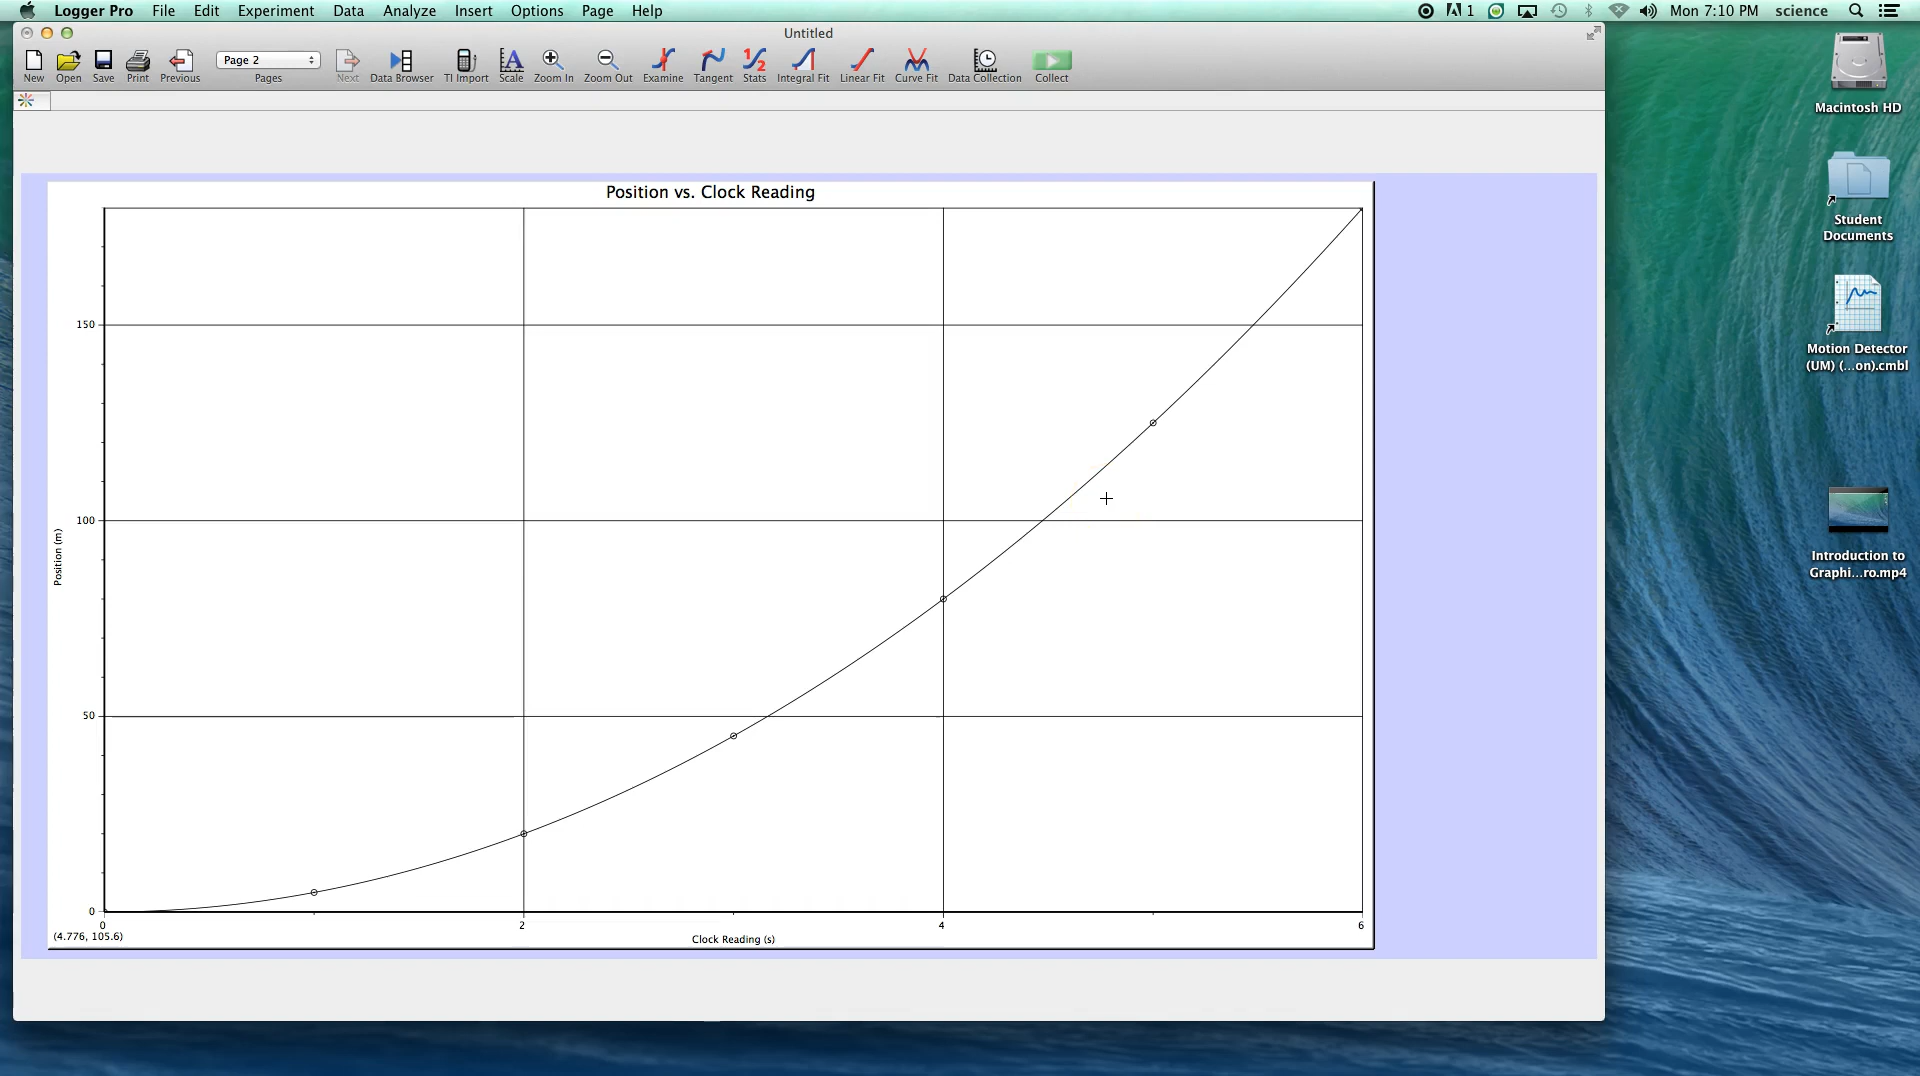 Logger Pro File Edit Experiment Data Analyze Insert Options Page Help 1 Mon 7:10 PM science
Untitled
New Open Save Print Previous Page 2 Pages Next Data Browser TI Import Scale Zoom In Zoom Out Examine Tangent Stats Integral Fit Linear Fit Curve Fit Data Collection Collect
Position vs. Clock Reading
150
100
50
0
Position (m)
0 2 4 6
(4.776, 105.6)
Clock Reading (s)
Macintosh HD
Student
Documents
Motion Detector
(UM) (...on).cmbl
Introduction to
Graphi...ro.mp4